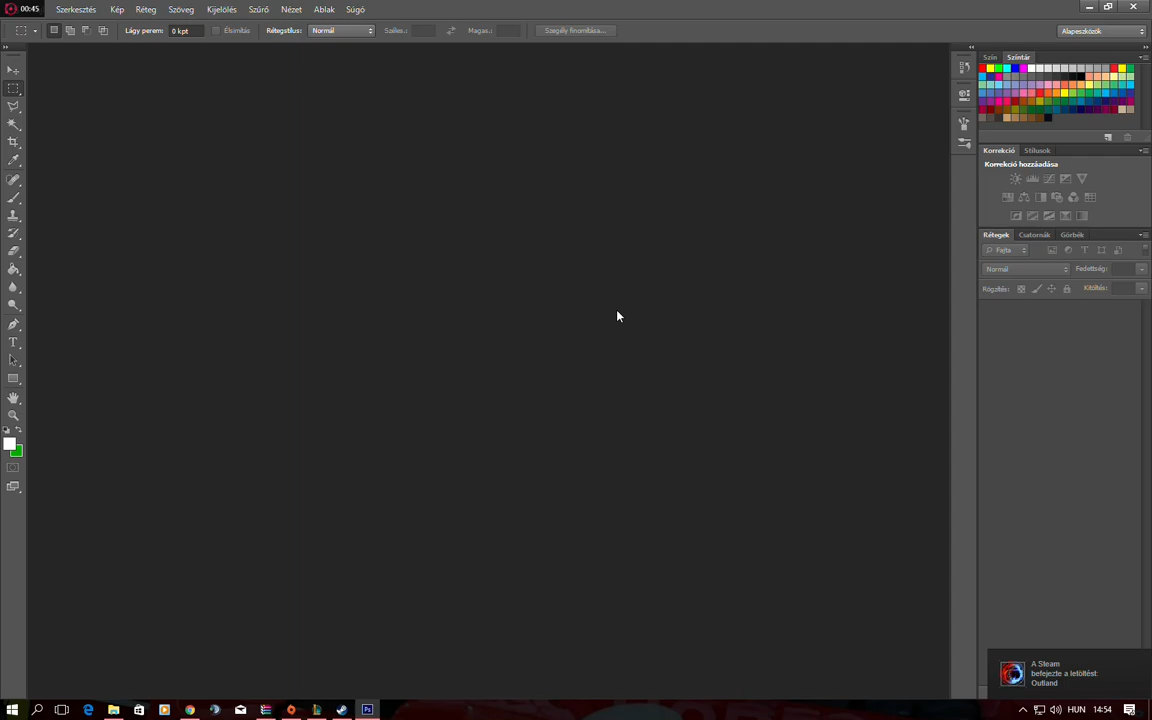 00:45 Szerkesztés Kép Réteg Szöveg Kijelölés Szűrő Nézet Ablak Súgó
Lágy perem: 0 kpt Élsimítás Rétegstílus: Normál Széles.: Magas.: Szegély finomítása... Alapeszközök
Szín Színtár
Korrekció Stílusok
Korrekció hozzáadása
Rétegek Csatornák Görbék
Fajta
Normál Fedettség:
Rögzítés: Kitöltés:
A Steam
befejezte a letöltést:
Outland
HUN 14:54